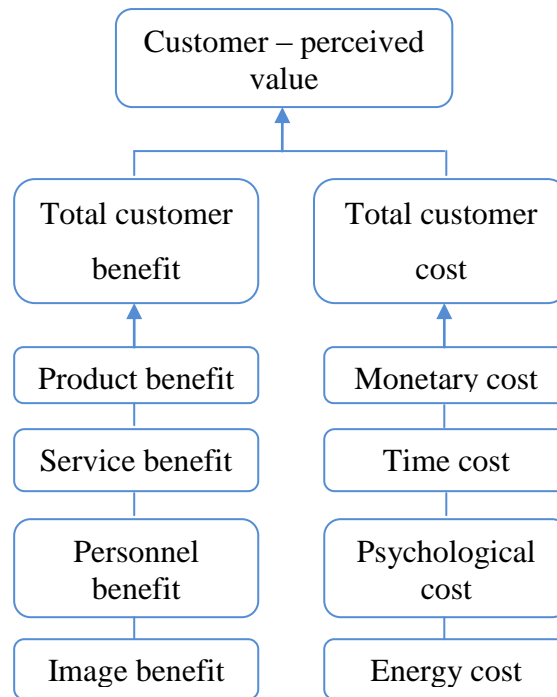 Customer – perceived
value
Total customer
benefit
Total customer
cost
Product benefit
Monetary cost
Service benefit
Time cost
Personnel
benefit
Psychological
cost
Image benefit
Energy cost